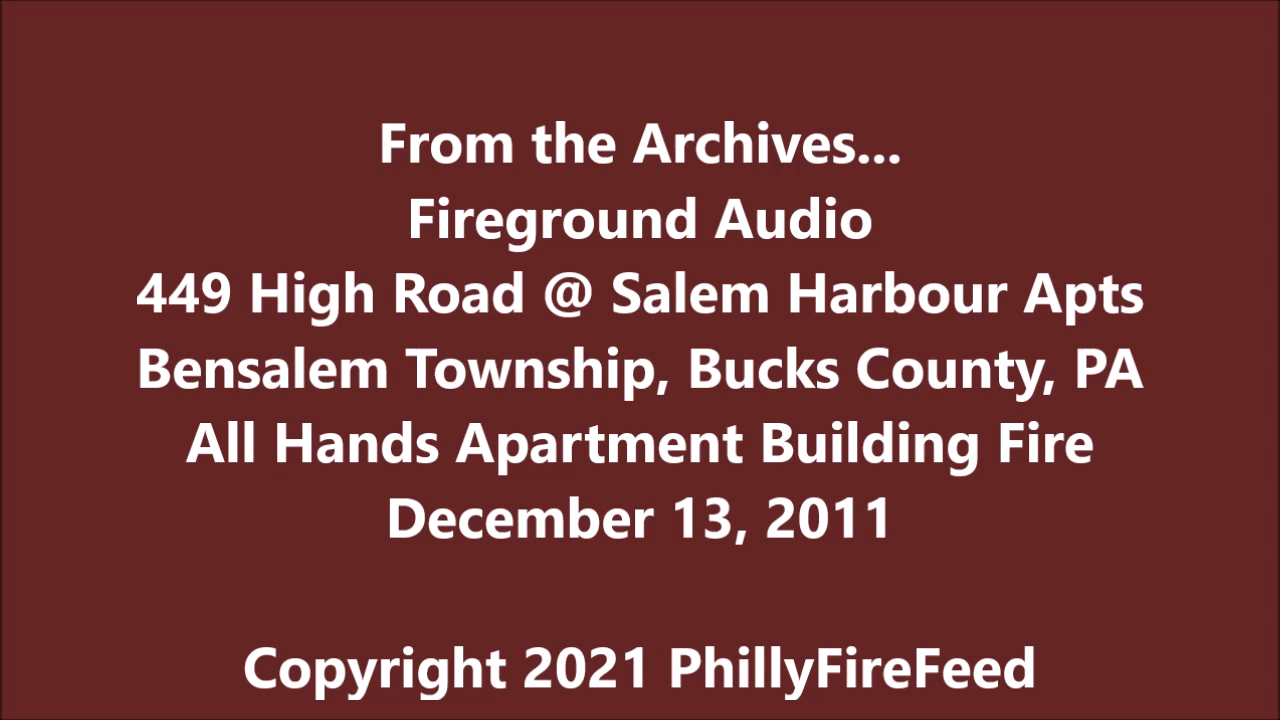 From the Archives...
Fireground Audio
449 High Road @ Salem Harbour Apts
Bensalem Township, Bucks County, PA
All Hands Apartment Building Fire
December 13, 2011
Copyright 2021 PhillyFireFeed